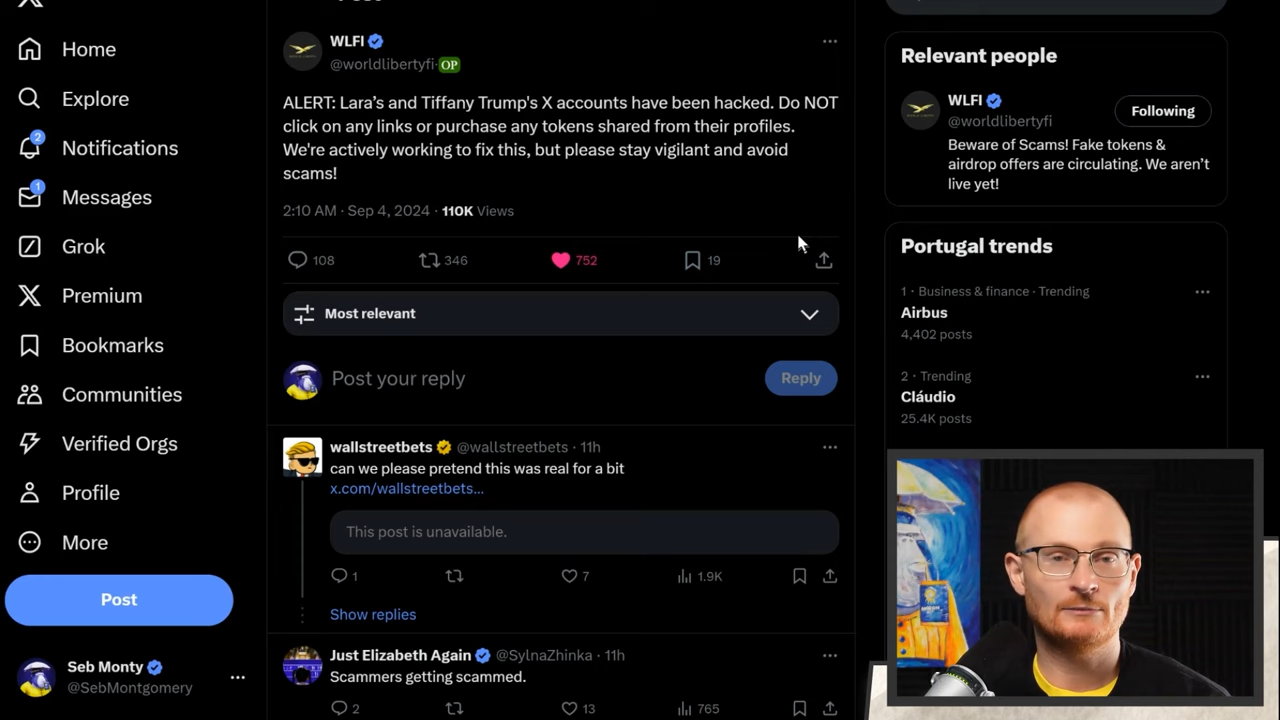 Home
Explore
2
Notifications
1
Messages
Grok
Premium
Bookmarks
Communities
Verified Orgs
Profile
More
Post
Seb Monty
@SebMontgomery
WLFI
@worldlibertyfi · OP
ALERT: Lara's and Tiffany Trump's X accounts have been hacked. Do NOT
click on any links or purchase any tokens shared from their profiles.
We're actively working to fix this, but please stay vigilant and avoid
scams!
2:10 AM · Sep 4, 2024 · 110K Views
108 346 752 19
Most relevant
Post your reply
Reply
wallstreetbets @wallstreetbets · 11h
can we please pretend this was real for a bit
x.com/wallstreetbets...
This post is unavailable.
1 7 1.9K
Show replies
Just Elizabeth Again @SylnaZhinka · 11h
Scammers getting scammed.
2 13 765
Relevant people
WLFI
@worldlibertyfi
Following
Beware of Scams! Fake tokens &
airdrop offers are circulating. We aren't
live yet!
Portugal trends
1 · Business & finance · Trending
Airbus
4,402 posts
2 · Trending
Cláudio
25.4K posts